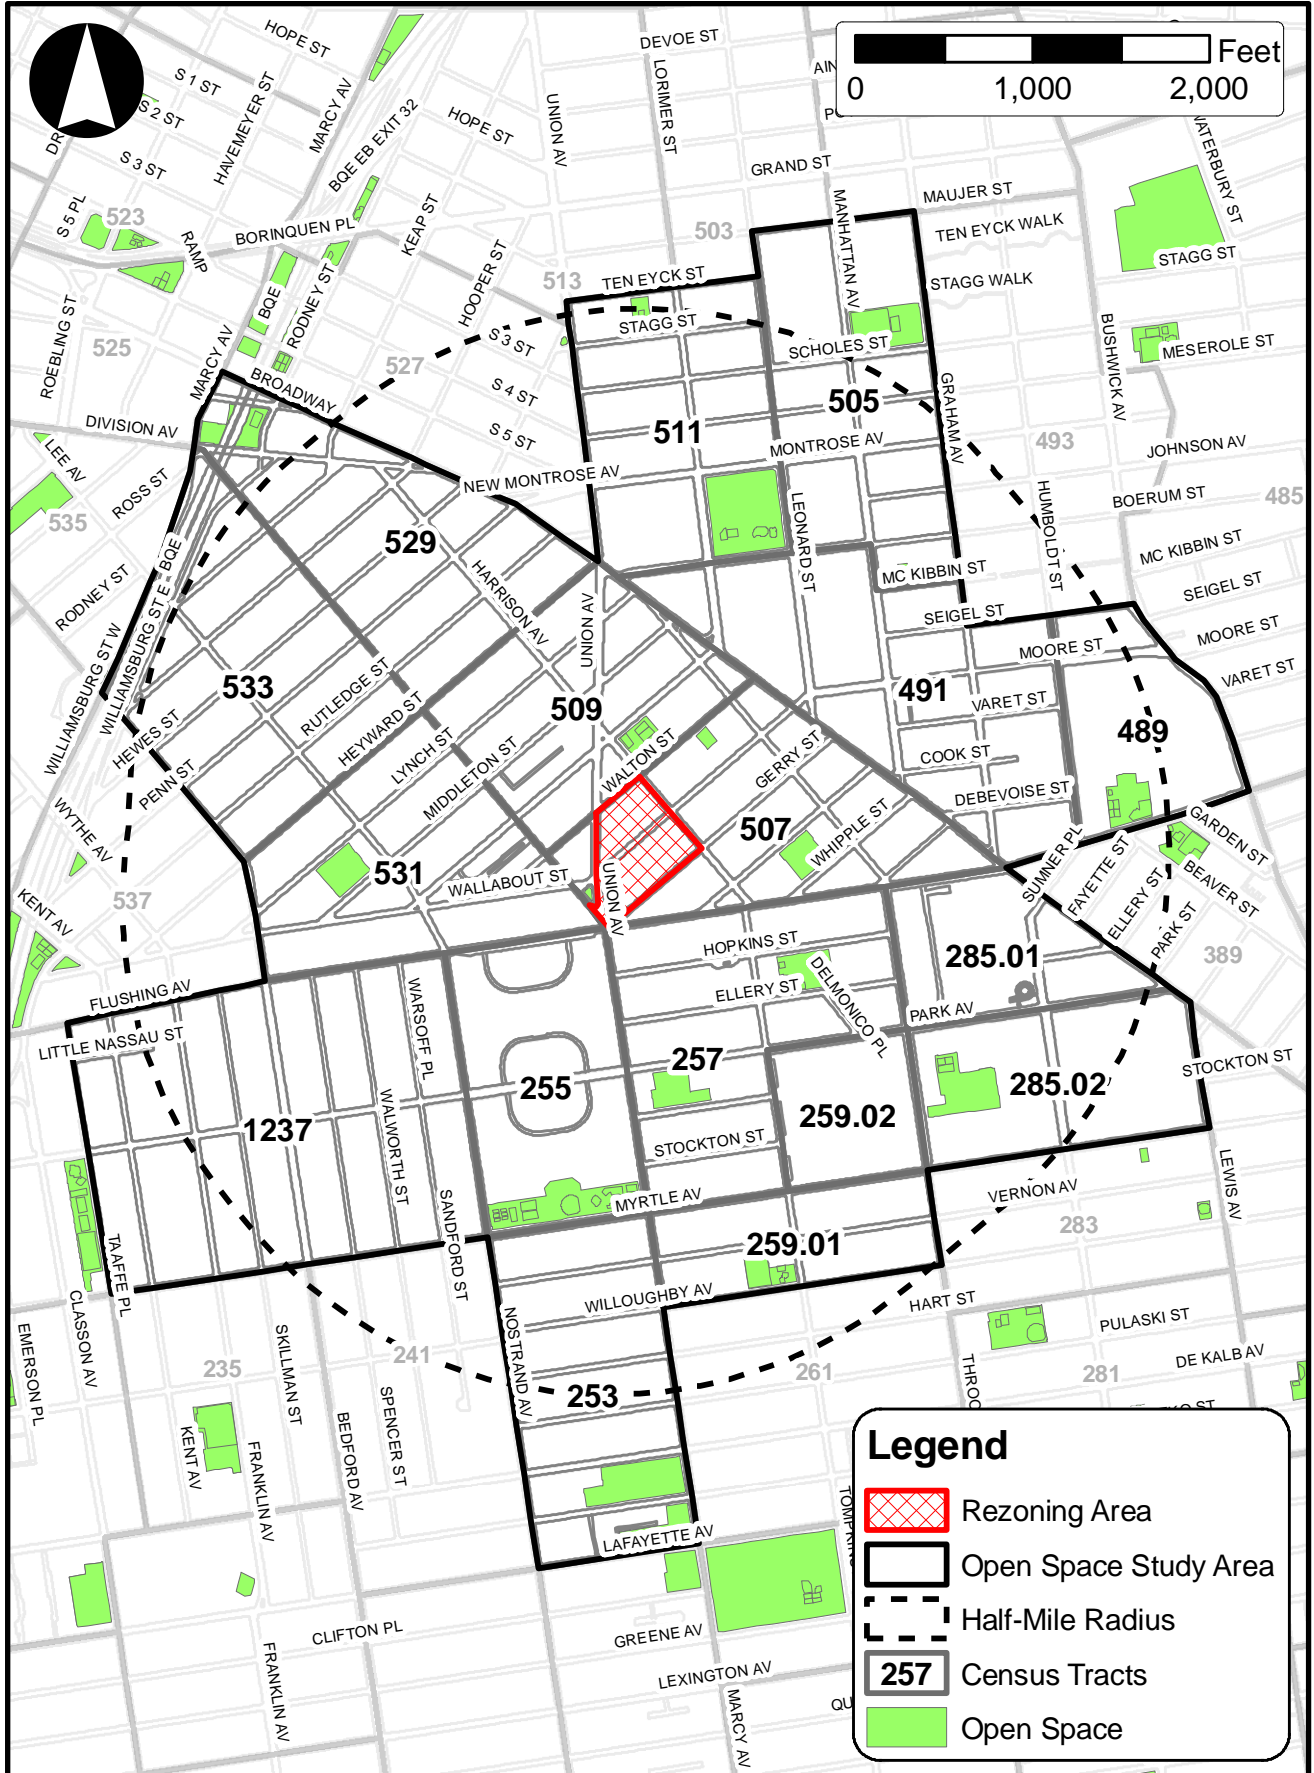 HOPE ST
DEVOE ST
Feet
0
1,000
2,000
S 1 ST
S 2 ST
S 3 ST
HAVEMEYER ST
MARCY AV
BQE EB EXIT 32
HOPE ST
UNION AV
LORIMER ST
WATERBURY ST
GRAND ST
MAUJER ST
MANHATTAN AV
TEN EYCK WALK
S 5 PL
523
RAMP
BORINQUEN PL
KEAP ST
503
STAGG ST
HOOPER ST
513
TEN EYCK ST
STAGG WALK
BQE
RODNEY ST
STAGG ST
ROEBLING ST
525
MARCY AV
S 3 ST
SCHOLES ST
BUSHWICK AV
MESEROLE ST
527
BROADWAY
S 4 ST
GRAHAM AV
505
DIVISION AV
S 5 ST
511
MONTROSE AV
493
JOHNSON AV
LEE AV
ROSS ST
NEW MONTROSE AV
BOERUM ST
485
535
LEONARD ST
HUMBOLDT ST
529
MC KIBBIN ST
BQE
RODNEY ST
HARRISON AV
MC KIBBIN ST
SEIGEL ST
UNION AV
SEIGEL ST
MOORE ST
WILLIAMSBURG ST W
WILLIAMSBURG ST E
533
RUTLEDGE ST
MOORE ST
VARET ST
491
VARET ST
HEYWARD ST
509
489
HEWES ST
LYNCH ST
PENN ST
MIDDLETON ST
WALTON ST
GERRY ST
COOK ST
DEBEVOISE ST
WYTHE AV
507
WHIPPLE ST
GARDEN ST
531
WALLABOUT ST
SUMNER PL
FAYETTE ST
KENT AV
537
UNION AV
ELLERY ST
BEAVER ST
PARK ST
HOPKINS ST
285.01
389
FLUSHING AV
WARSOFF PL
ELLERY ST
DELMONICO PL
PARK AV
LITTLE NASSAU ST
257
STOCKTON ST
255
285.02
1237
WALWORTH ST
259.02
STOCKTON ST
SANDFORD ST
MYRTLE AV
LEWIS AV
VERNON AV
TAAFFE PL
259.01
283
CLASSON AV
WILLOUGHBY AV
HART ST
EMERSON PL
SKILLMAN ST
NOSTRAND AV
PULASKI ST
235
241
261
281
DE KALB AV
253
KENT AV
FRANKLIN AV
BEDFORD AV
SPENCER ST
LAFAYETTE AV
CLIFTON PL
GREENE AV
FRANKLIN AV
LEXINGTON AV
MARCY AV
Legend
Rezoning Area
Open Space Study Area
Half-Mile Radius
257 Census Tracts
Open Space